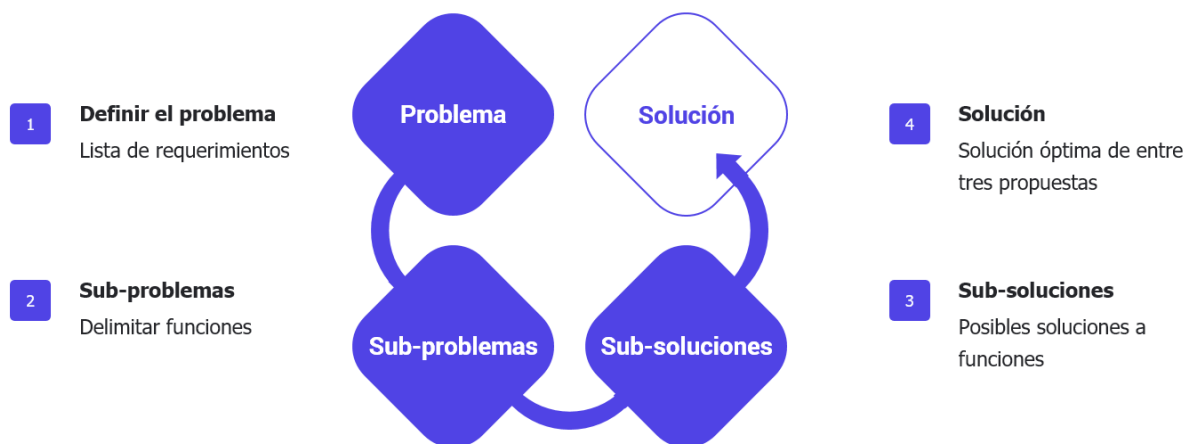 1
Definir el problema
Lista de requerimientos
2
Sub-problemas
Delimitar funciones
Problema
Solución
Sub-problemas
Sub-soluciones
4
Solución
Solución óptima de entre
tres propuestas
3
Sub-soluciones
Posibles soluciones a
funciones